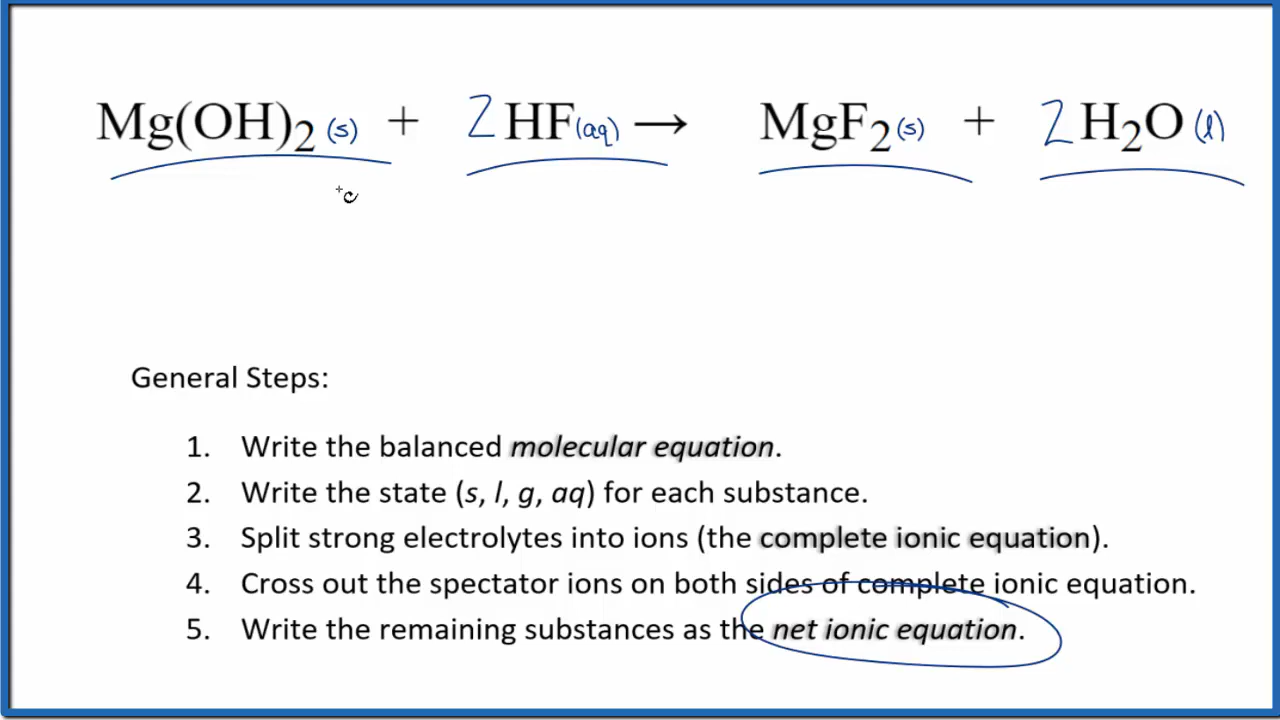 Mg(OH)₂(s) + 2 HF(aq) → MgF₂(s) + 2 H₂O(l)
General Steps:
1. Write the balanced molecular equation.
2. Write the state (s, l, g, aq) for each substance.
3. Split strong electrolytes into ions (the complete ionic equation).
4. Cross out the spectator ions on both sides of complete ionic equation.
5. Write the remaining substances as the net ionic equation.